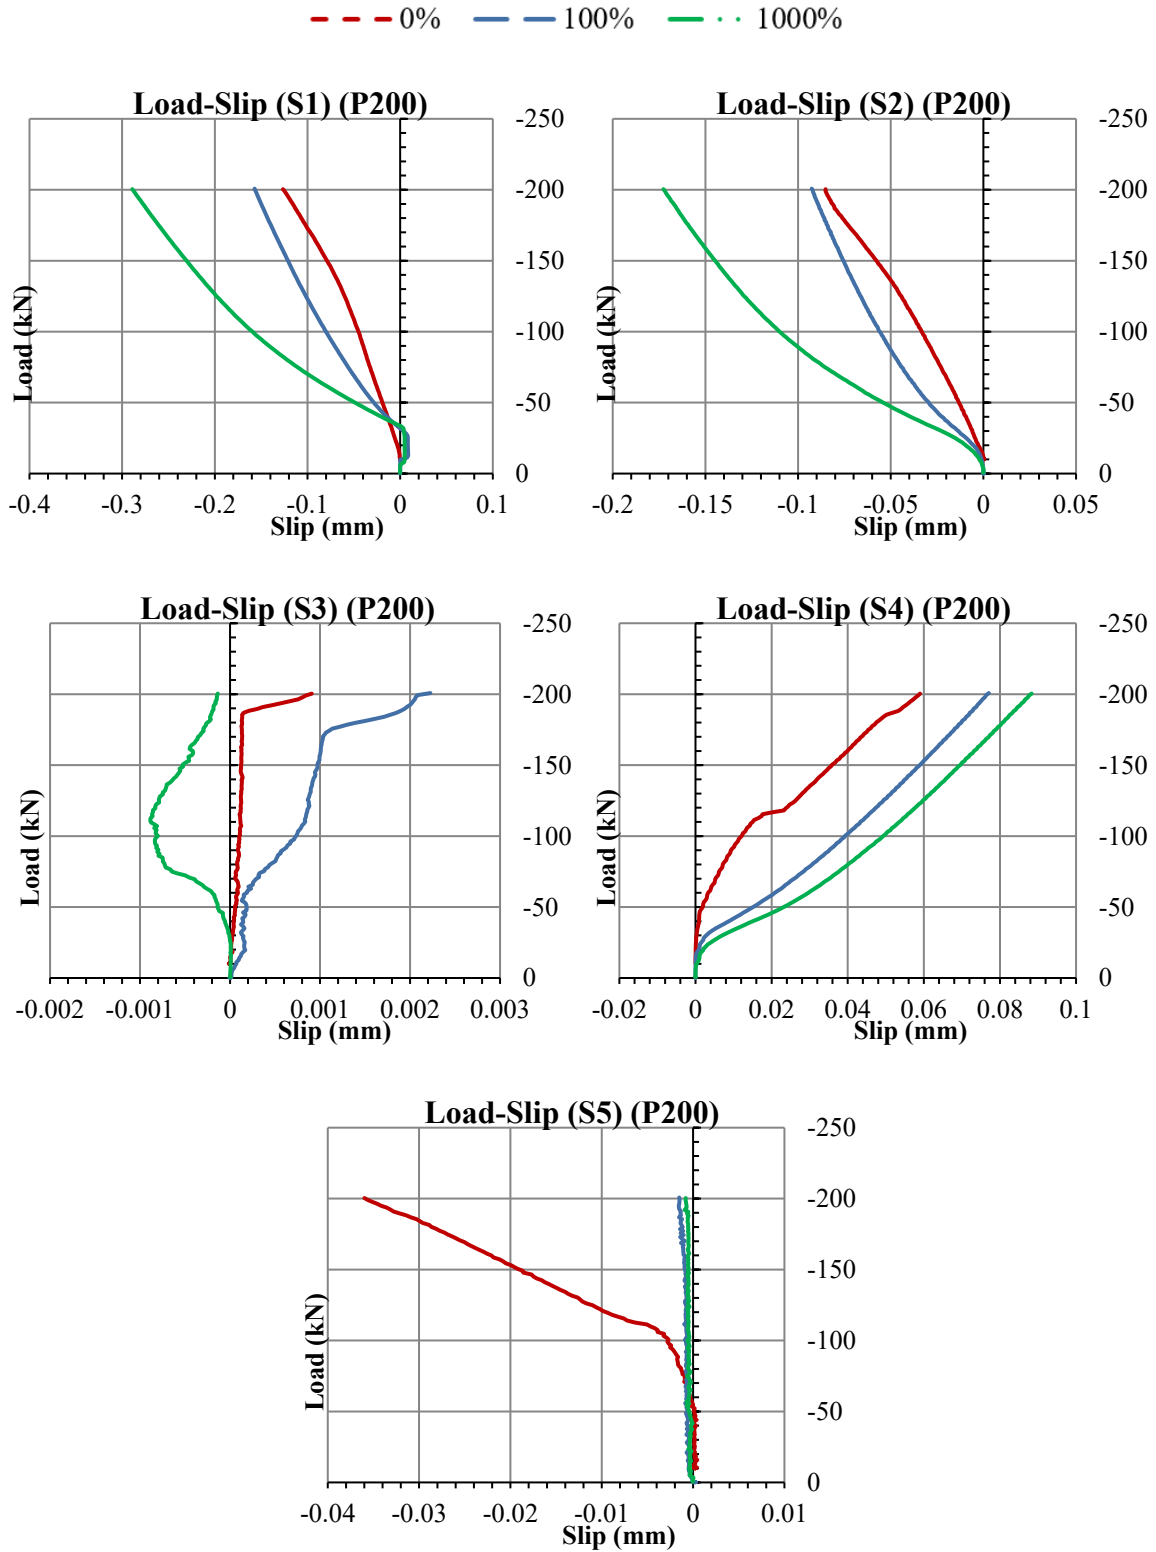 0% 100% 1000%
Load-Slip (S1) (P200)
-250
-200
-150
-100
-50
0
Load (kN)
-0.4 -0.3 -0.2 -0.1 0 0.1
Slip (mm)
Load-Slip (S2) (P200)
-250
-200
-150
-100
-50
0
Load (kN)
-0.2 -0.15 -0.1 -0.05 0 0.05
Slip (mm)
Load-Slip (S3) (P200)
-250
-200
-150
-100
-50
0
Load (kN)
-0.002 -0.001 0 0.001 0.002 0.003
Slip (mm)
Load-Slip (S4) (P200)
-250
-200
-150
-100
-50
0
Load (kN)
-0.02 0 0.02 0.04 0.06 0.08 0.1
Slip (mm)
Load-Slip (S5) (P200)
-250
-200
-150
-100
-50
0
Load (kN)
-0.04 -0.03 -0.02 -0.01 0 0.01
Slip (mm)